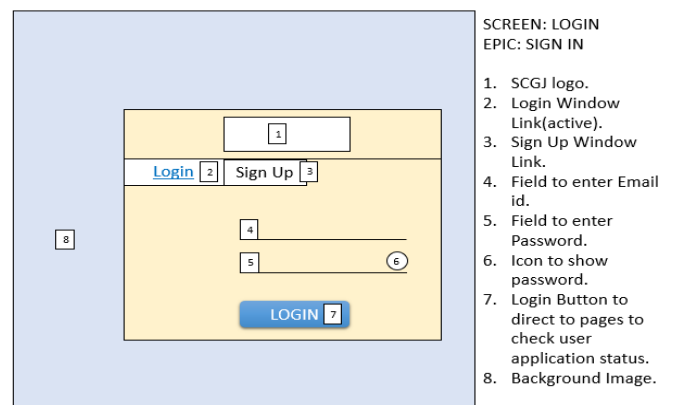 SCREEN: LOGIN
EPIC: SIGN IN
1. SCGJ logo.
2. Login Window
Link(active).
3. Sign Up Window
Link.
4. Field to enter Email
id.
5. Field to enter
Password.
6. Icon to show
password.
7. Login Button to
direct to pages to
check user
application status.
8. Background Image.
1
Login 2 Sign Up 3
4
8
5 6
LOGIN 7